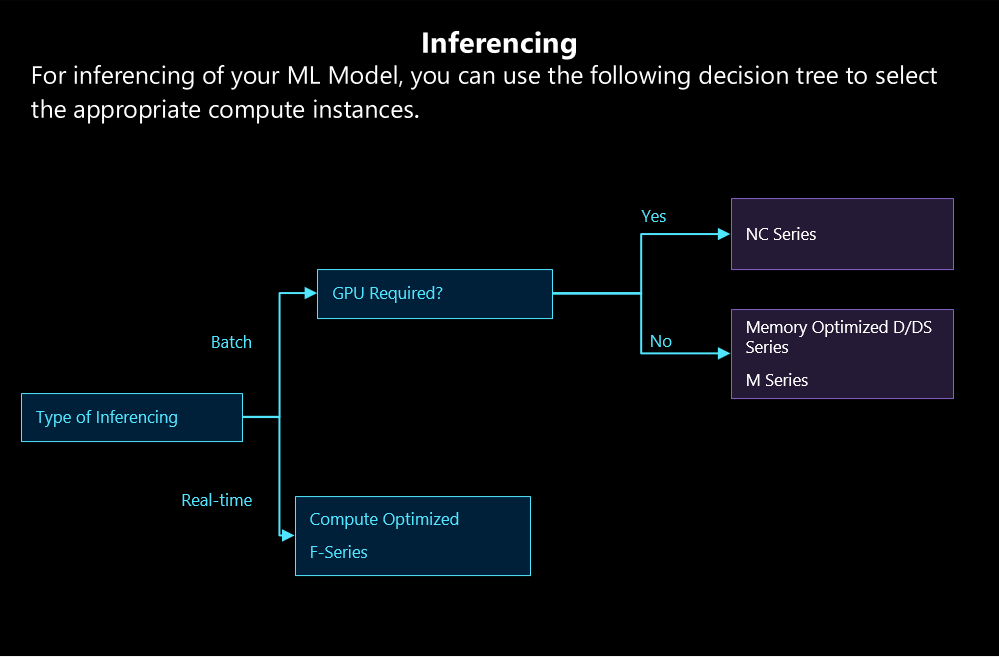 Inferencing
For inferencing of your ML Model, you can use the following decision tree to select
the appropriate compute instances.
Yes
NC Series
GPU Required?
No
Memory Optimized D/DS
Series
M Series
Batch
Type of Inferencing
Real-time
Compute Optimized
F-Series